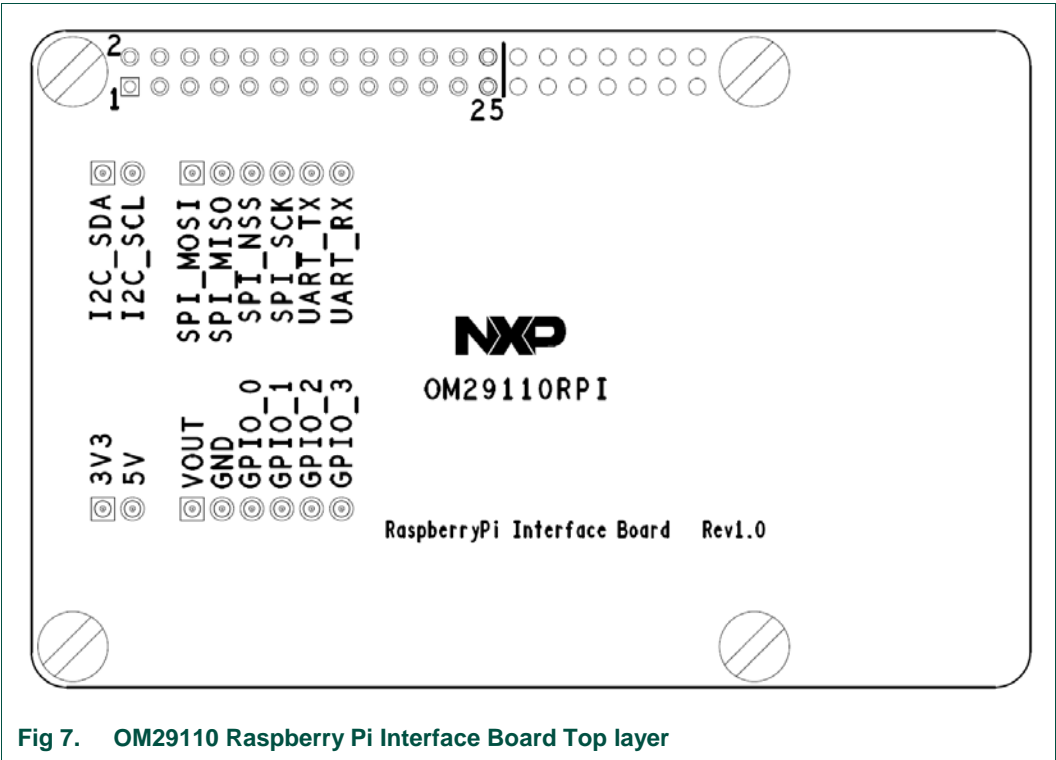 2
1
25
I2C_SDA
I2C_SCL
SPI_MOSI
SPI_MISO
SPI_NSS
SPI_SCK
UART_TX
UART_RX
NXP
OM29110RPI
3V3
5V
VOUT
GND
GPIO_0
GPIO_1
GPIO_2
GPIO_3
RaspberryPi Interface Board Rev1.0
Fig 7. OM29110 Raspberry Pi Interface Board Top layer